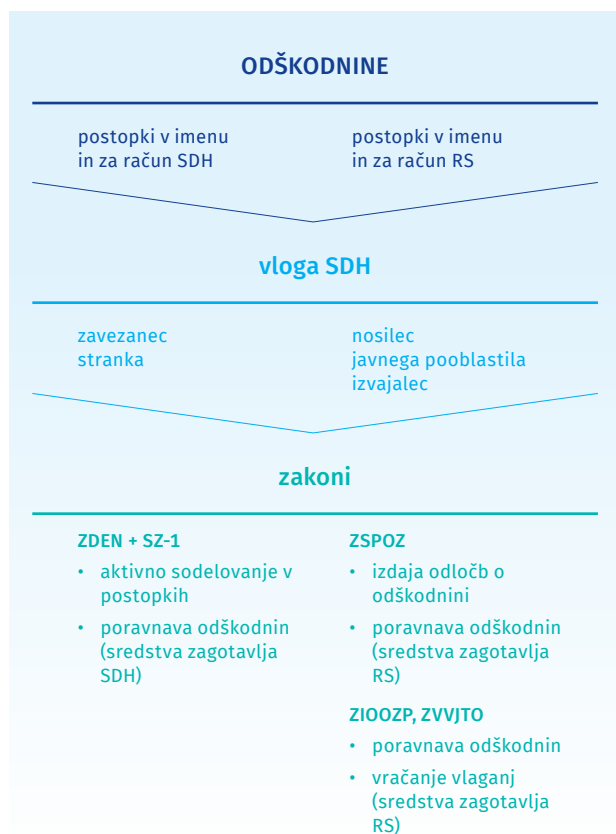 ODŠKODNINE
postopki v imenu
in za račun SDH
postopki v imenu
in za račun RS
vloga SDH
zavezanec
stranka
nosilec
javnega pooblastila
izvajalec
zakoni
ZDEN + SZ-1
• aktivno sodelovanje v
postopkih
• poravnava odškodnin
(sredstva zagotavlja
SDH)
ZSPOZ
• izdaja odločb o
odškodnini
• poravnava odškodnin
(sredstva zagotavlja
RS)
ZIOOZP, ZVVJTO
• poravnava odškodnin
• vračanje vlaganj
(sredstva zagotavlja
RS)